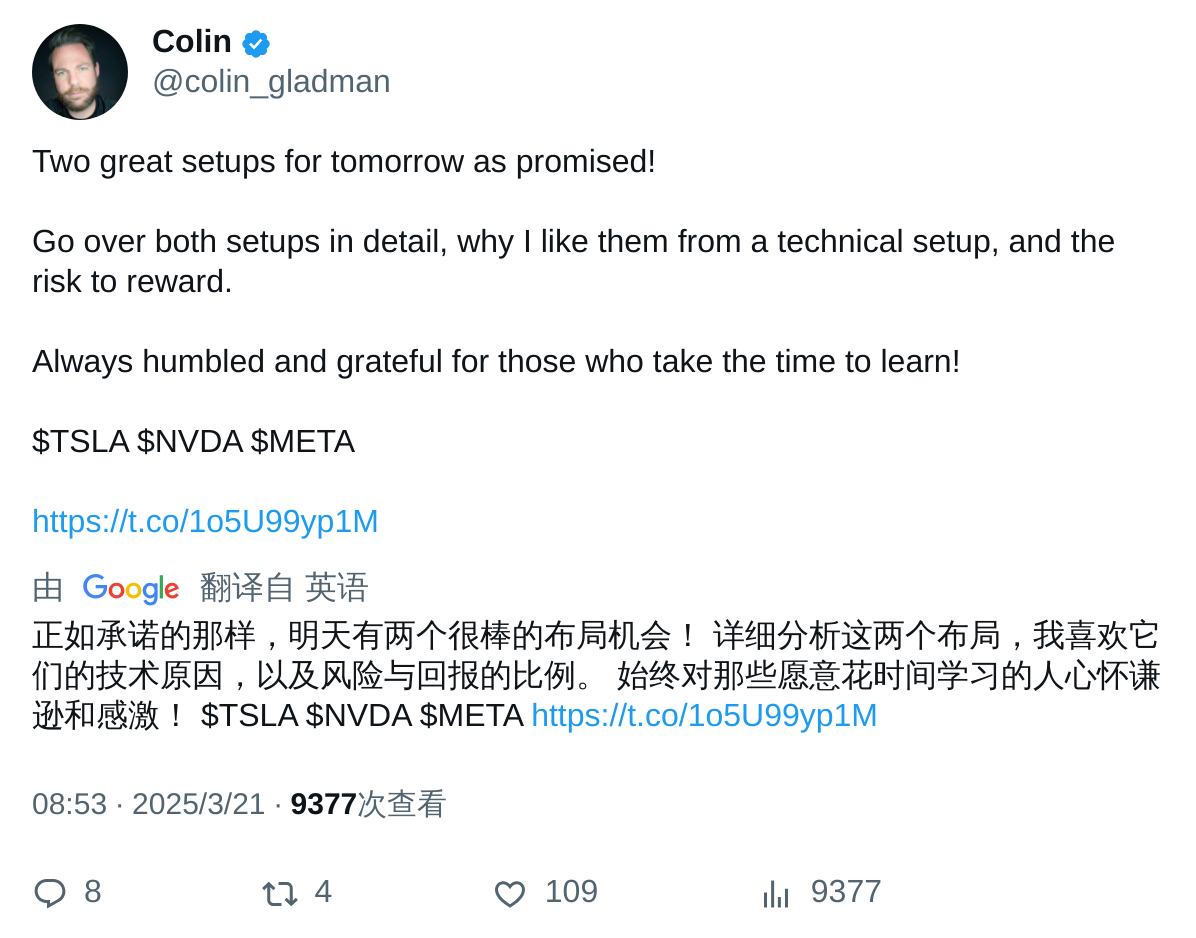 Colin
@colin_gladman
Two great setups for tomorrow as promised!
Go over both setups in detail, why I like them from a technical setup, and the
risk to reward.
Always humbled and grateful for those who take the time to learn!
$TSLA $NVDA $META
https://t.co/1o5U99yp1M
由 Google 翻译自 英语
正如承诺的那样，明天有两个很棒的布局机会！ 详细分析这两个布局，我喜欢它
们的技术原因，以及风险与回报的比例。 始终对那些愿意花时间学习的人心怀谦
逊和感激！ $TSLA $NVDA $META https://t.co/1o5U99yp1M
08:53 · 2025/3/21 · 9377次查看
8 4 109 9377